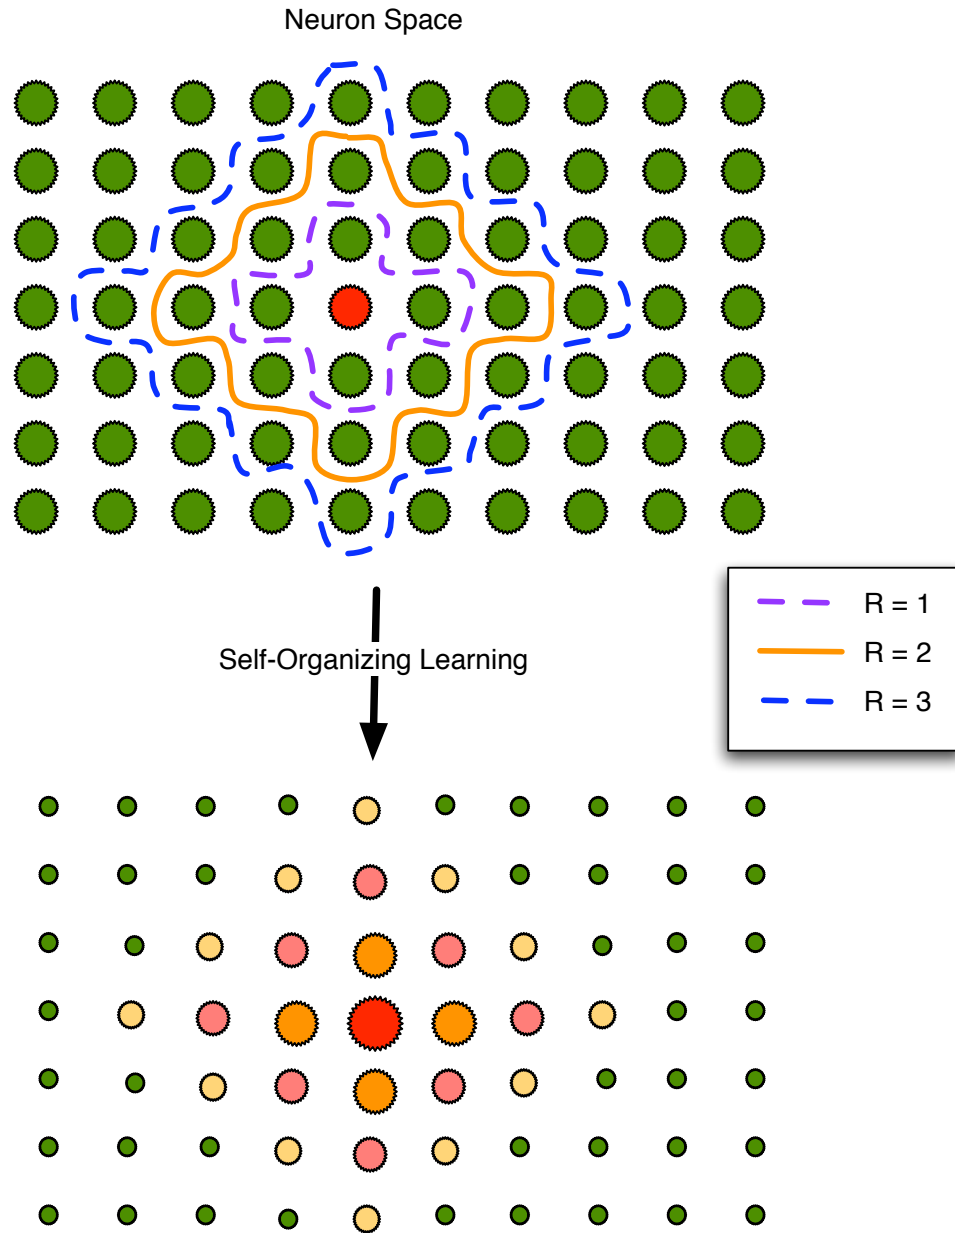 Neuron Space
R = 1
Self-Organizing Learning
R = 2
R = 3